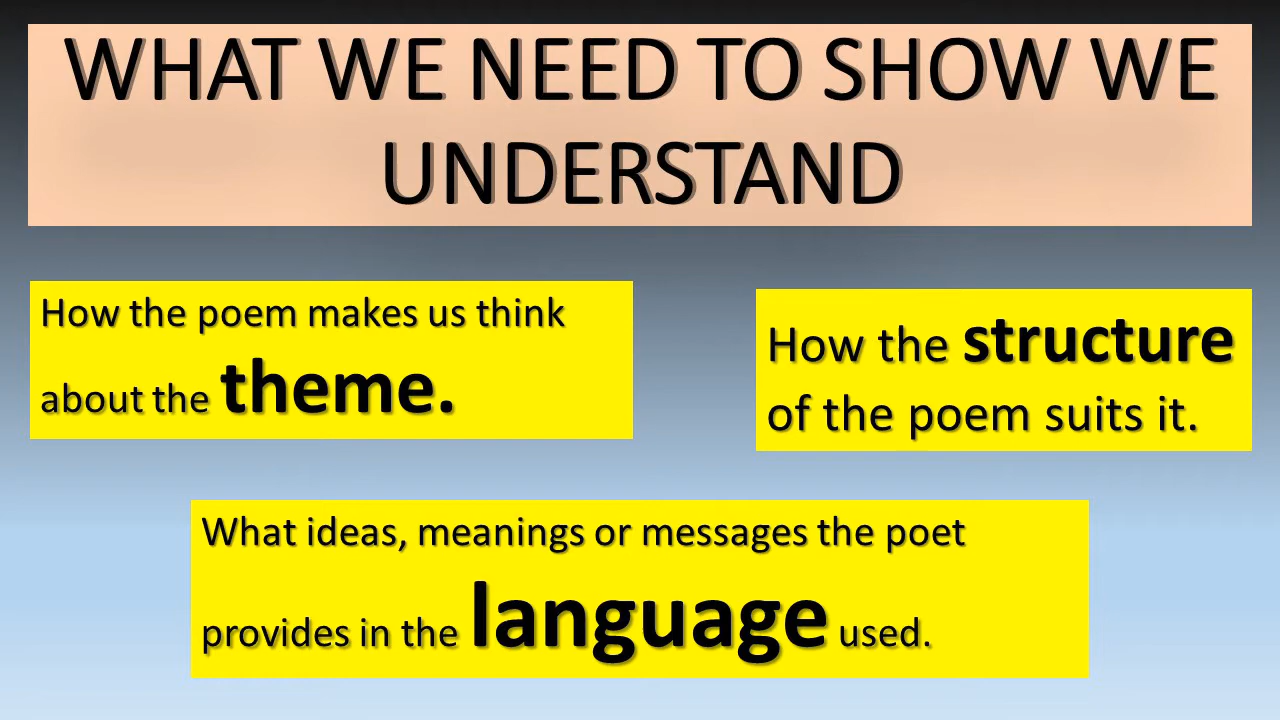 WHAT WE NEED TO SHOW WE
UNDERSTAND
How the poem makes us think
about the theme.
How the structure
of the poem suits it.
What ideas, meanings or messages the poet
provides in the language used.